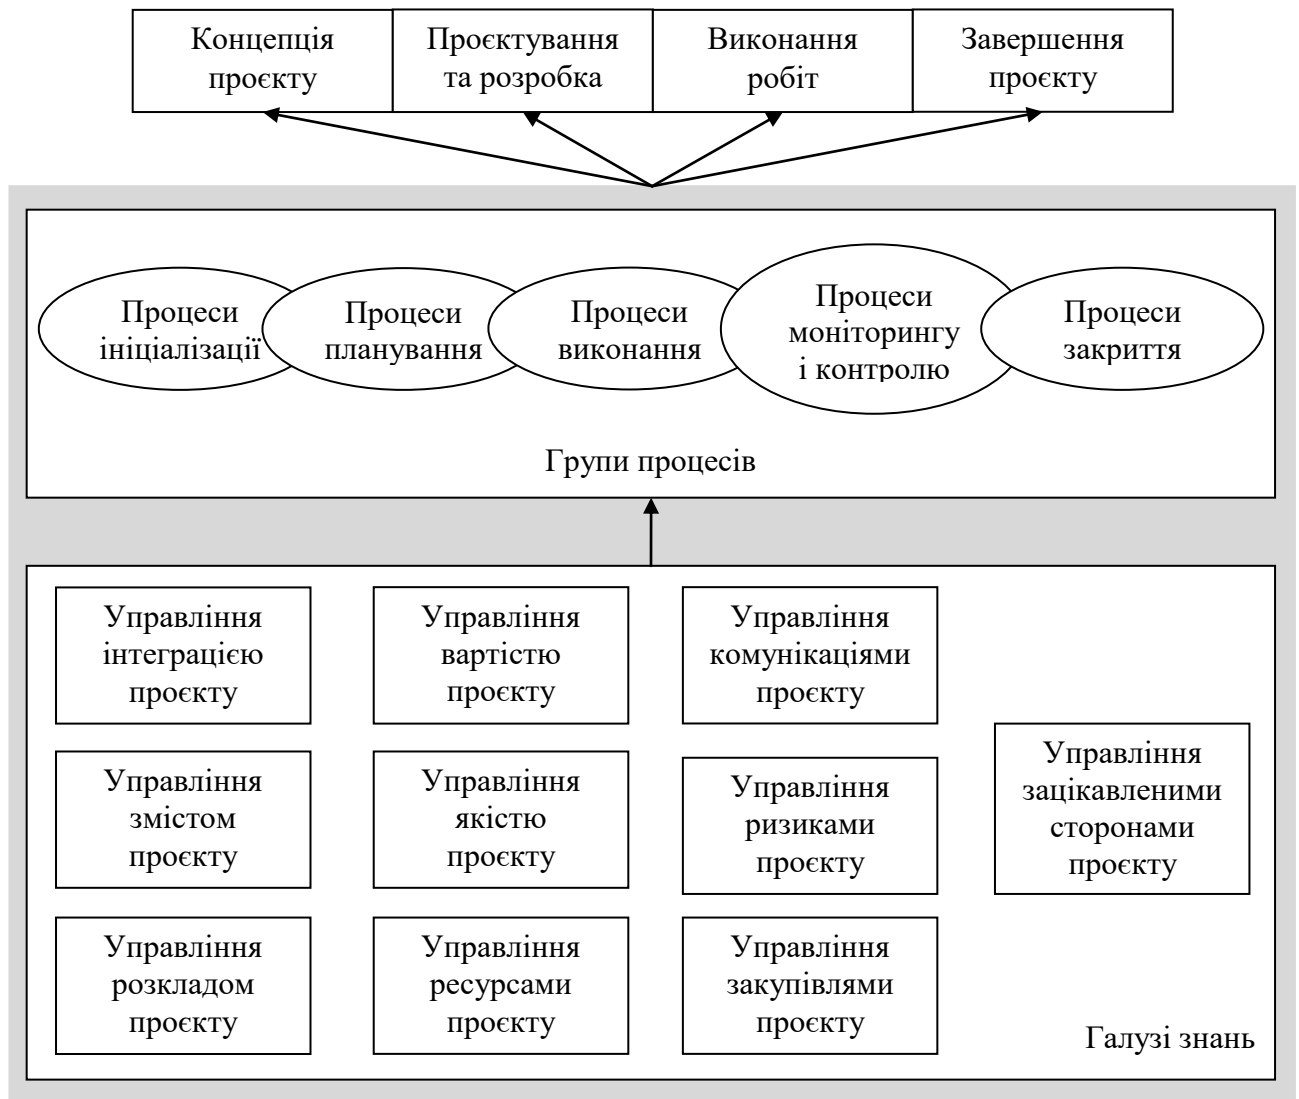 Концепція
проєкту
Проєктування
та розробка
Виконання
робіт
Завершення
проєкту
Процеси
ініціалізації
Процеси
планування
Процеси
виконання
Процеси
моніторингу
і контролю
Процеси
закриття
Групи процесів
Управління
інтеграцією
проєкту
Управління
вартістю
проєкту
Управління
комунікаціями
проєкту
Управління
змістом
проєкту
Управління
якістю
проєкту
Управління
ризиками
проєкту
Управління
зацікавленими
сторонами
проєкту
Управління
розкладом
проєкту
Управління
ресурсами
проєкту
Управління
закупівлями
проєкту
Галузі знань